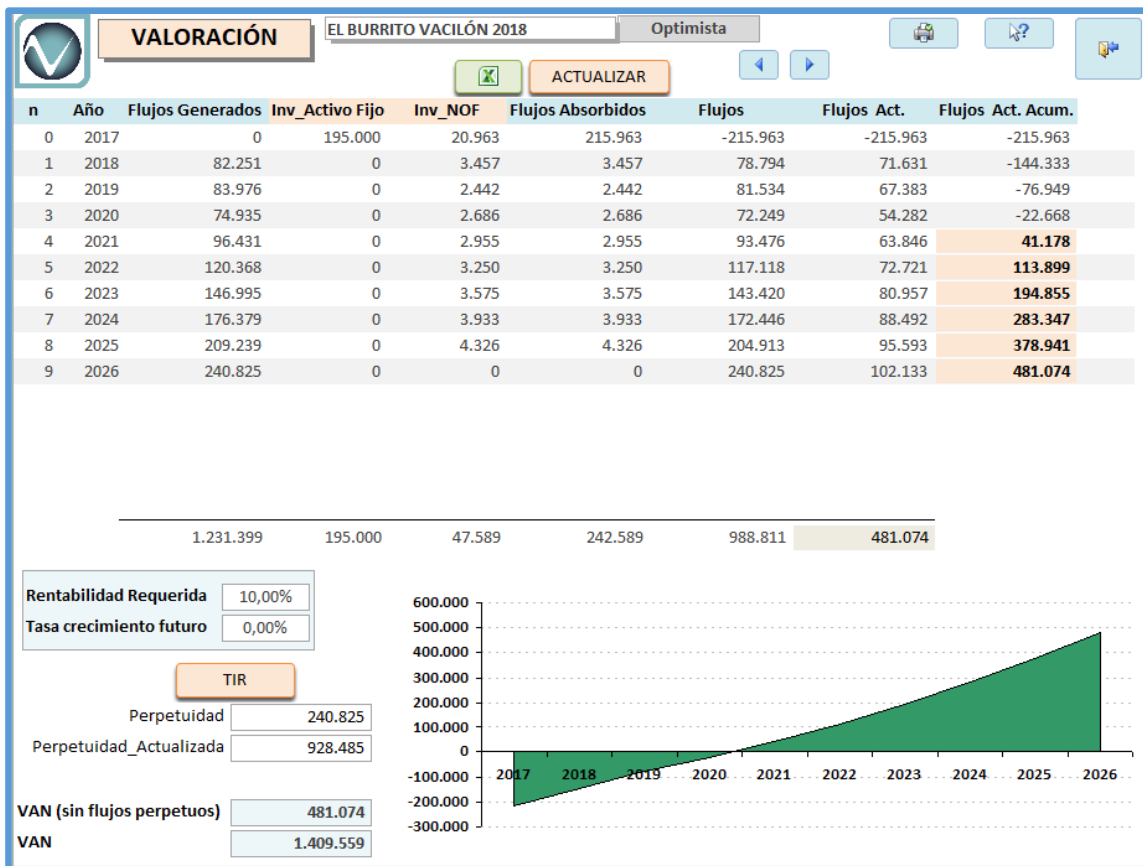 VALORACIÓN
EL BURRITO VACILÓN 2018
Optimista
ACTUALIZAR
n Año Flujos Generados Inv_Activo Fijo Inv_NOF Flujos Absorbidos Flujos Flujos Act. Flujos Act. Acum.
0 2017 0 195.000 20.963 215.963 -215.963 -215.963 -215.963
1 2018 82.251 0 3.457 3.457 78.794 71.631 -144.333
2 2019 83.976 0 2.442 2.442 81.534 67.383 -76.949
3 2020 74.935 0 2.686 2.686 72.249 54.282 -22.668
4 2021 96.431 0 2.955 2.955 93.476 63.846 41.178
5 2022 120.368 0 3.250 3.250 117.118 72.721 113.899
6 2023 146.995 0 3.575 3.575 143.420 80.957 194.855
7 2024 176.379 0 3.933 3.933 172.446 88.492 283.347
8 2025 209.239 0 4.326 4.326 204.913 95.593 378.941
9 2026 240.825 0 0 0 240.825 102.133 481.074
1.231.399 195.000 47.589 242.589 988.811 481.074
Rentabilidad Requerida 10,00%
Tasa crecimiento futuro 0,00%
TIR
Perpetuidad 240.825
Perpetuidad_Actualizada 928.485
VAN (sin flujos perpetuos) 481.074
VAN 1.409.559
600.000
500.000
400.000
300.000
200.000
100.000
0
-100.000
-200.000
-300.000
2017 2018 2019 2020 2021 2022 2023 2024 2025 2026